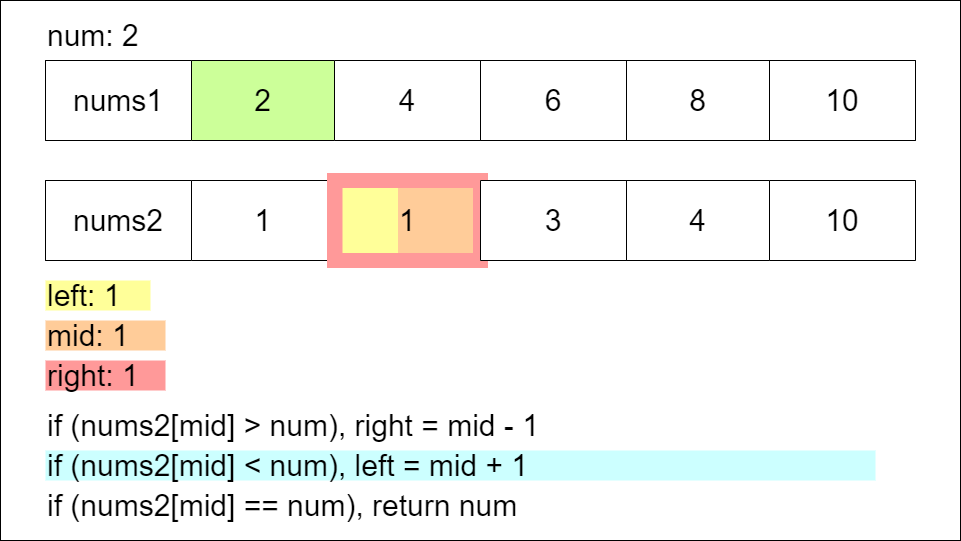 num: 2
nums1 2 4 6 8 10
nums2 1 1 3 4 10
left: 1
mid: 1
right: 1
if (nums2[mid] > num), right = mid - 1
if (nums2[mid] < num), left = mid + 1
if (nums2[mid] == num), return num